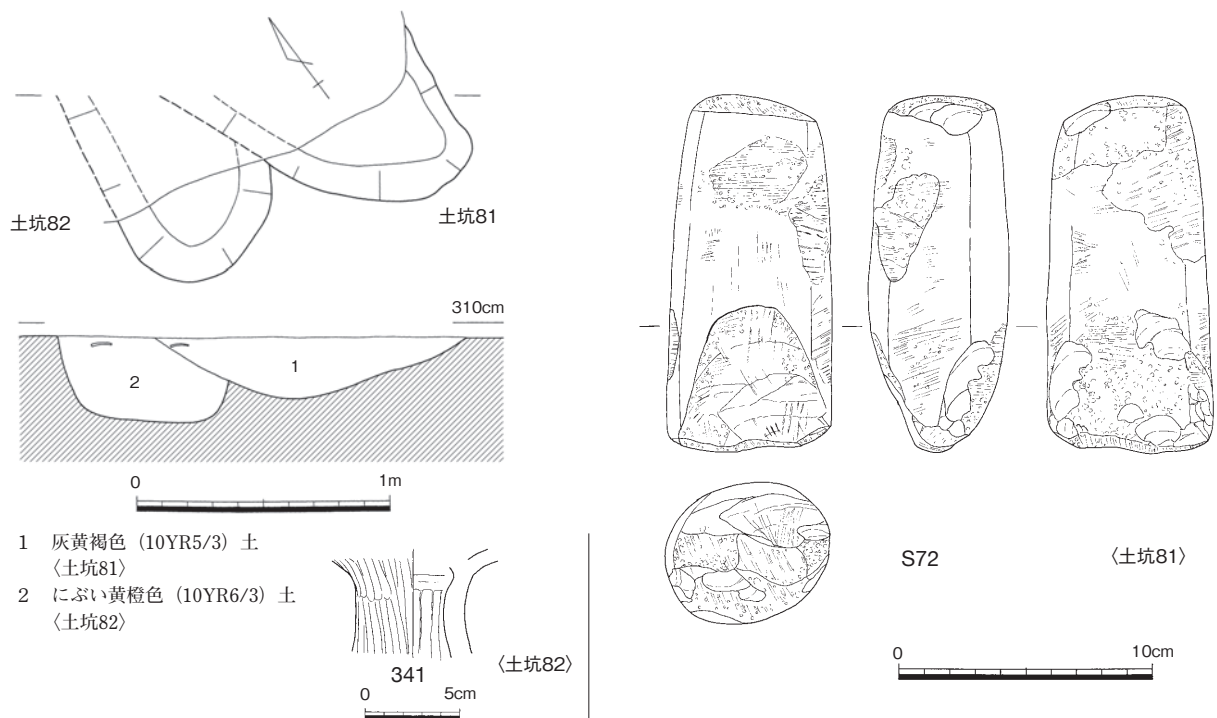 土坑82
土坑81
310cm
2
1
0 1m
1 灰黄褐色 (10YR5/3) 土
〈土坑81〉
2 にぶい黄橙色 (10YR6/3) 土
〈土坑82〉
341
〈土坑82〉
0 5cm
S72
〈土坑81〉
0 10cm